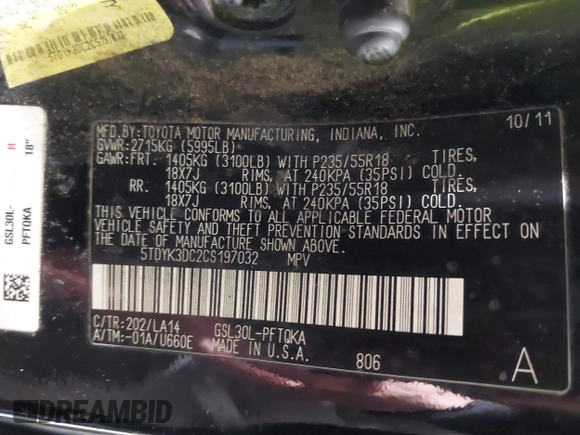 5TDYK3DC2CS197032
H
18"
GSL30L-
PFTQKA
MFD.BY:TOYOTA MOTOR MANUFACTURING, INDIANA, INC. 10/11
GVWR:2715KG (5995LB)
GAWR:FRT. 1405KG (3100LB) WITH P235/55R18 TIRES,
18X7J RIMS, AT 240KPA (35PSI) COLD.
RR. 1405KG (3100LB) WITH P235/55R18 TIRES,
18X7J RIMS, AT 240KPA (35PSI) COLD.
THIS VEHICLE CONFORMS TO ALL APPLICABLE FEDERAL MOTOR
VEHICLE SAFETY AND THEFT PREVENTION STANDARDS IN EFFECT ON
THE DATE OF MANUFACTURE SHOWN ABOVE.
5TDYK3DC2CS197032 MPV
C/TR:202/LA14 GSL30L-PFTQKA
A/TM:-01A/U660E MADE IN U.S.A. 806 A
DREAMBID